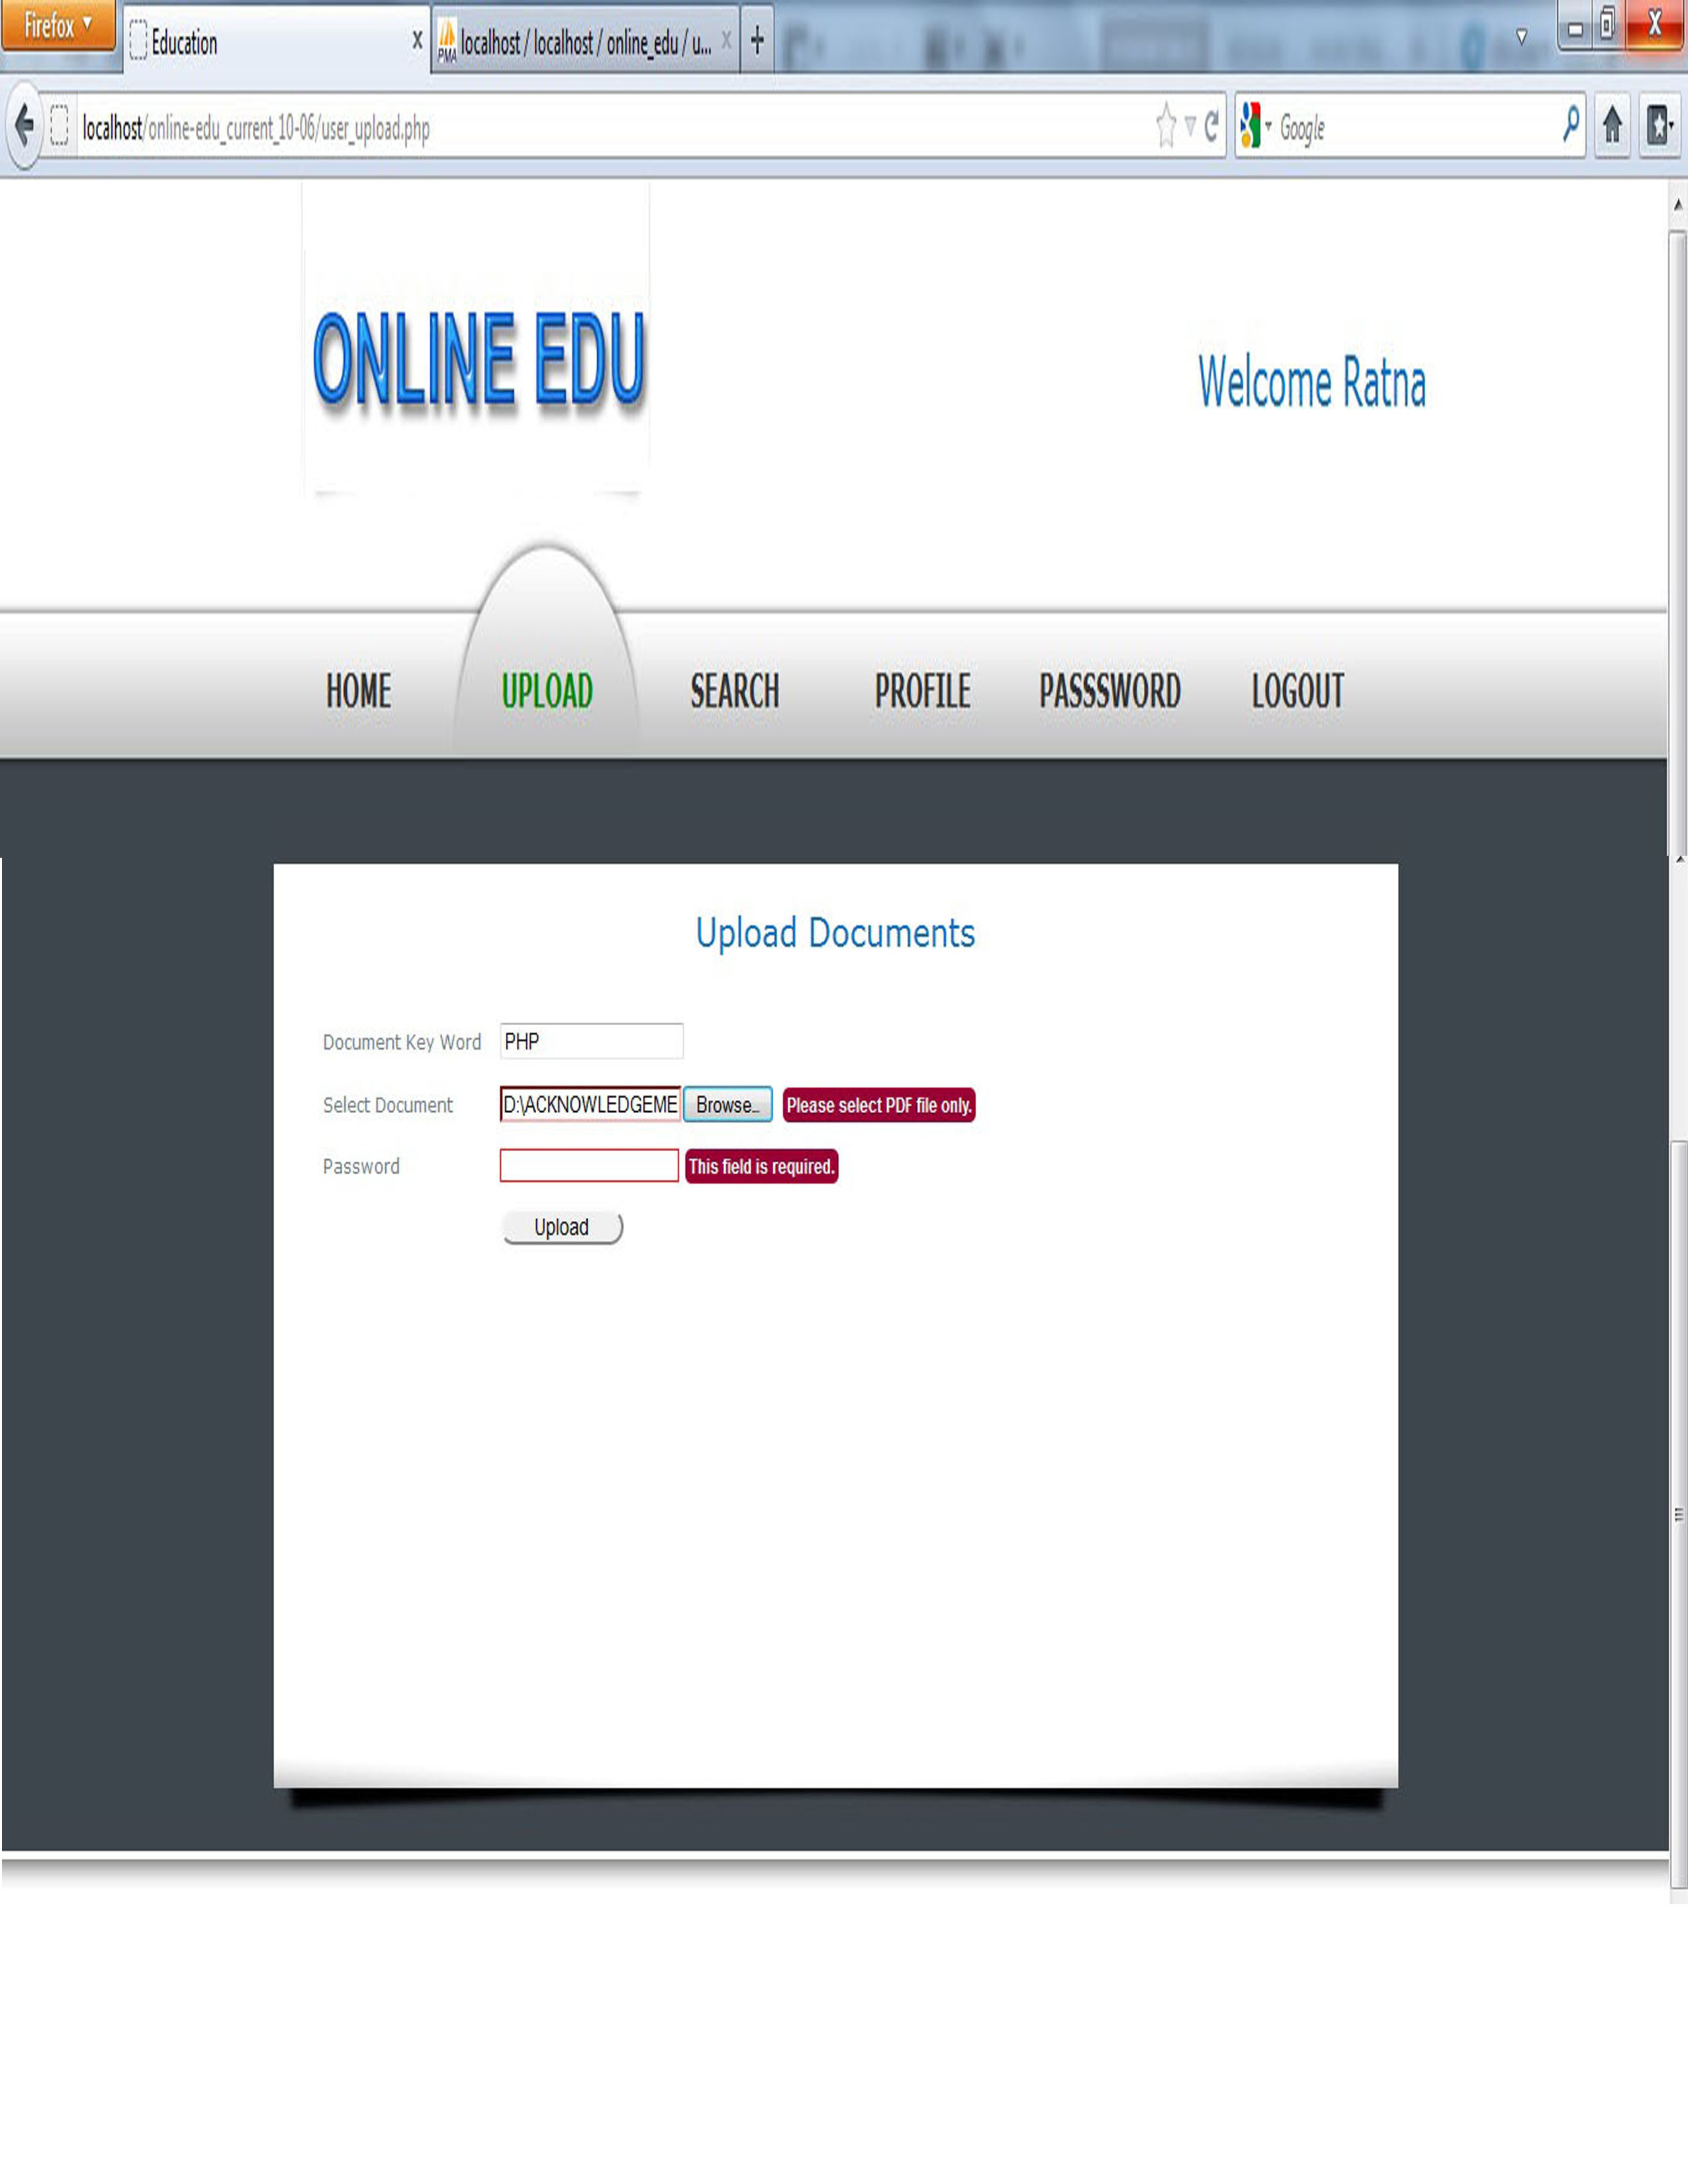 Firefox
Education
PMA localhost / localhost / online_edu / u...
localhost/online-edu_current_10-06/user_upload.php
Google
ONLINE EDU
Welcome Ratna
HOME UPLOAD SEARCH PROFILE PASSSWORD LOGOUT
Upload Documents
Document Key Word PHP
Select Document D:\ACKNOWLEDGEME Browse... Please select PDF file only.
Password This field is required.
Upload